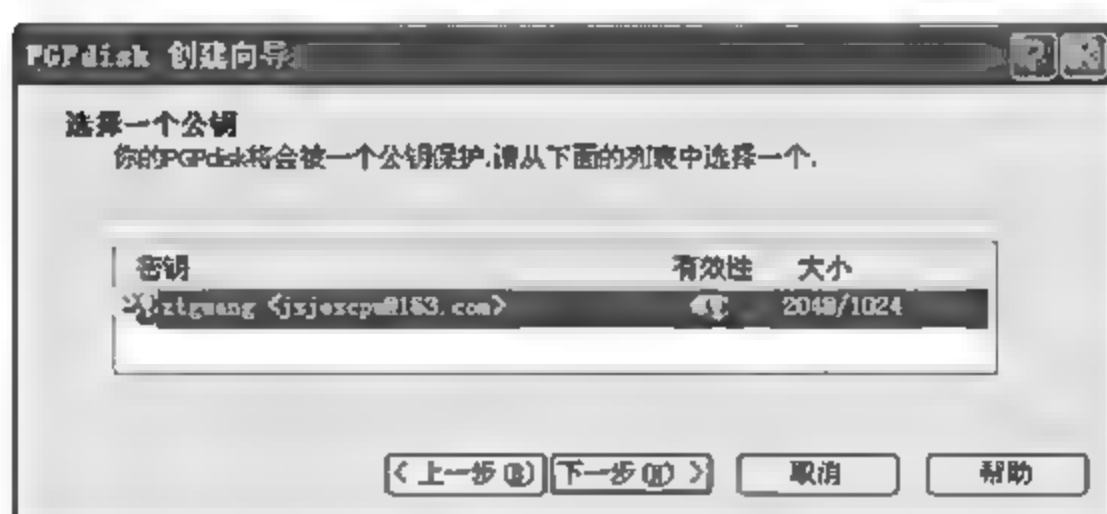 PGPdisk 创建向导
选择一个公钥
你的PGPdisk将会被一个公钥保护.请从下面的列表中选择一个.
密钥 有效性 大小
ztguang <jsjoscpu@163.com> 2048/1024
< 上一步(B) 下一步(N) > 取消 帮助